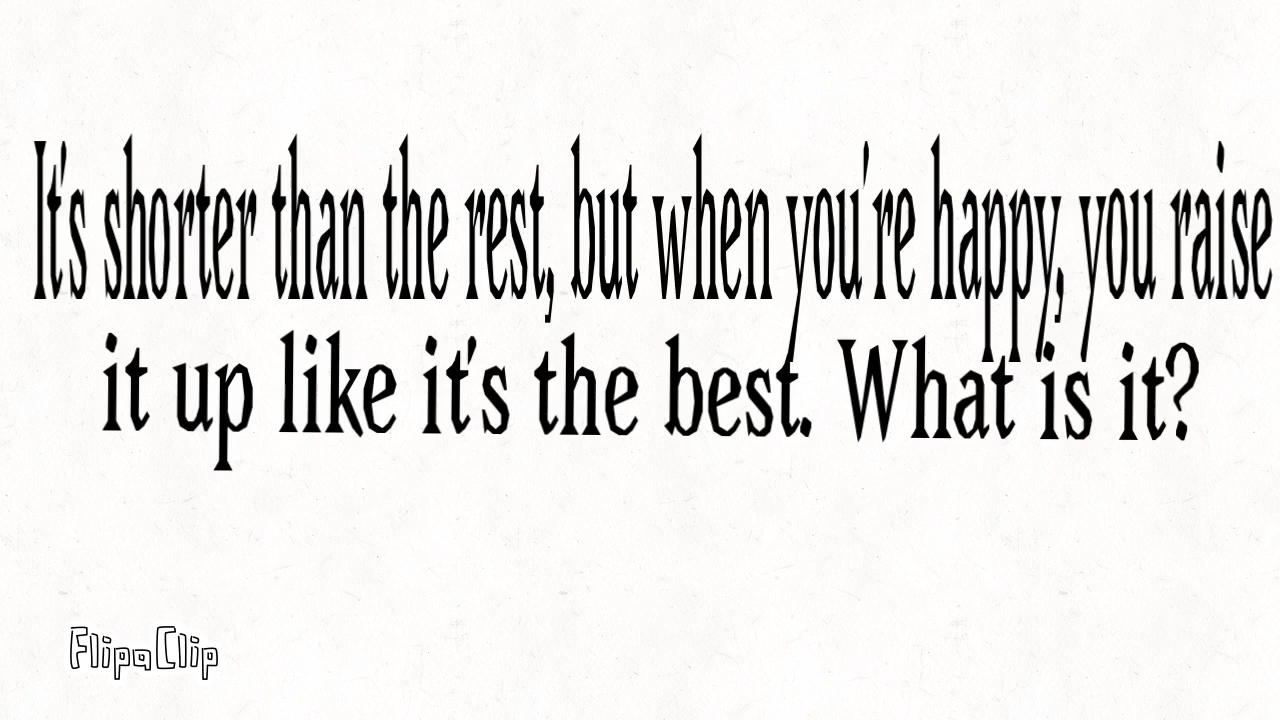 It's shorter than the rest, but when you're happy, you raise
it up like it's the best. What is it?
FlipaClip